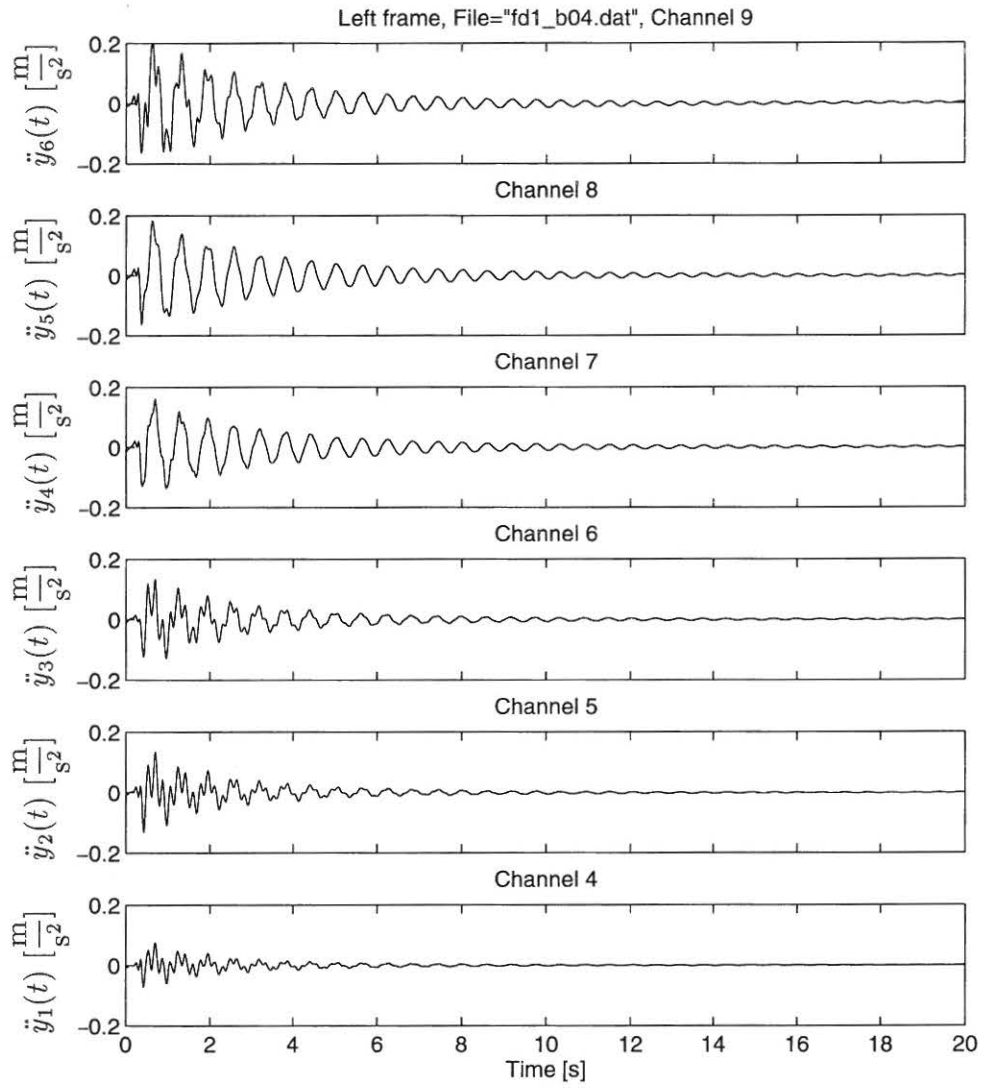 Left frame, File="fd1_b04.dat", Channel 9
ÿ6(t) [m/s²]
0.2
0
−0.2
Channel 8
ÿ5(t) [m/s²]
0.2
0
−0.2
Channel 7
ÿ4(t) [m/s²]
0.2
0
−0.2
Channel 6
ÿ3(t) [m/s²]
0.2
0
−0.2
Channel 5
ÿ2(t) [m/s²]
0.2
0
−0.2
Channel 4
ÿ1(t) [m/s²]
0.2
0
−0.2
0 2 4 6 8 10 12 14 16 18 20
Time [s]